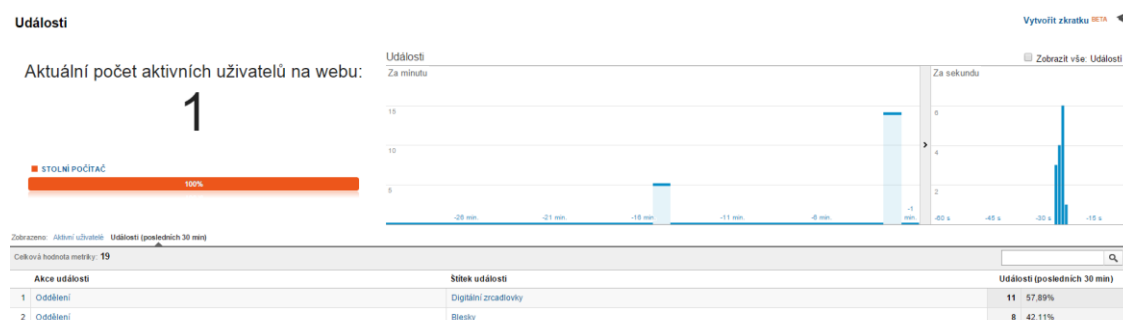 Události
Vytvořit zkratku BETA
Aktuální počet aktivních uživatelů na webu:
1
STOLNÍ POČÍTAČ
100%
Události
Zobrazit vše: Události
Za minutu
Za sekundu
15
10
5
-26 min.
-21 min.
-16 min.
-11 min.
-6 min.
-1
min.
6
4
2
-60 s
-45 s
-30 s
-15 s
Zobrazeno: Aktivní uživatelé Události (posledních 30 min)
Celková hodnota metriky: 19
Akce události Štítek události Události (posledních 30 min)
1 Oddělení Digitální zrcadlovky 11 57,89%
2 Oddělení Blesky 8 42,11%